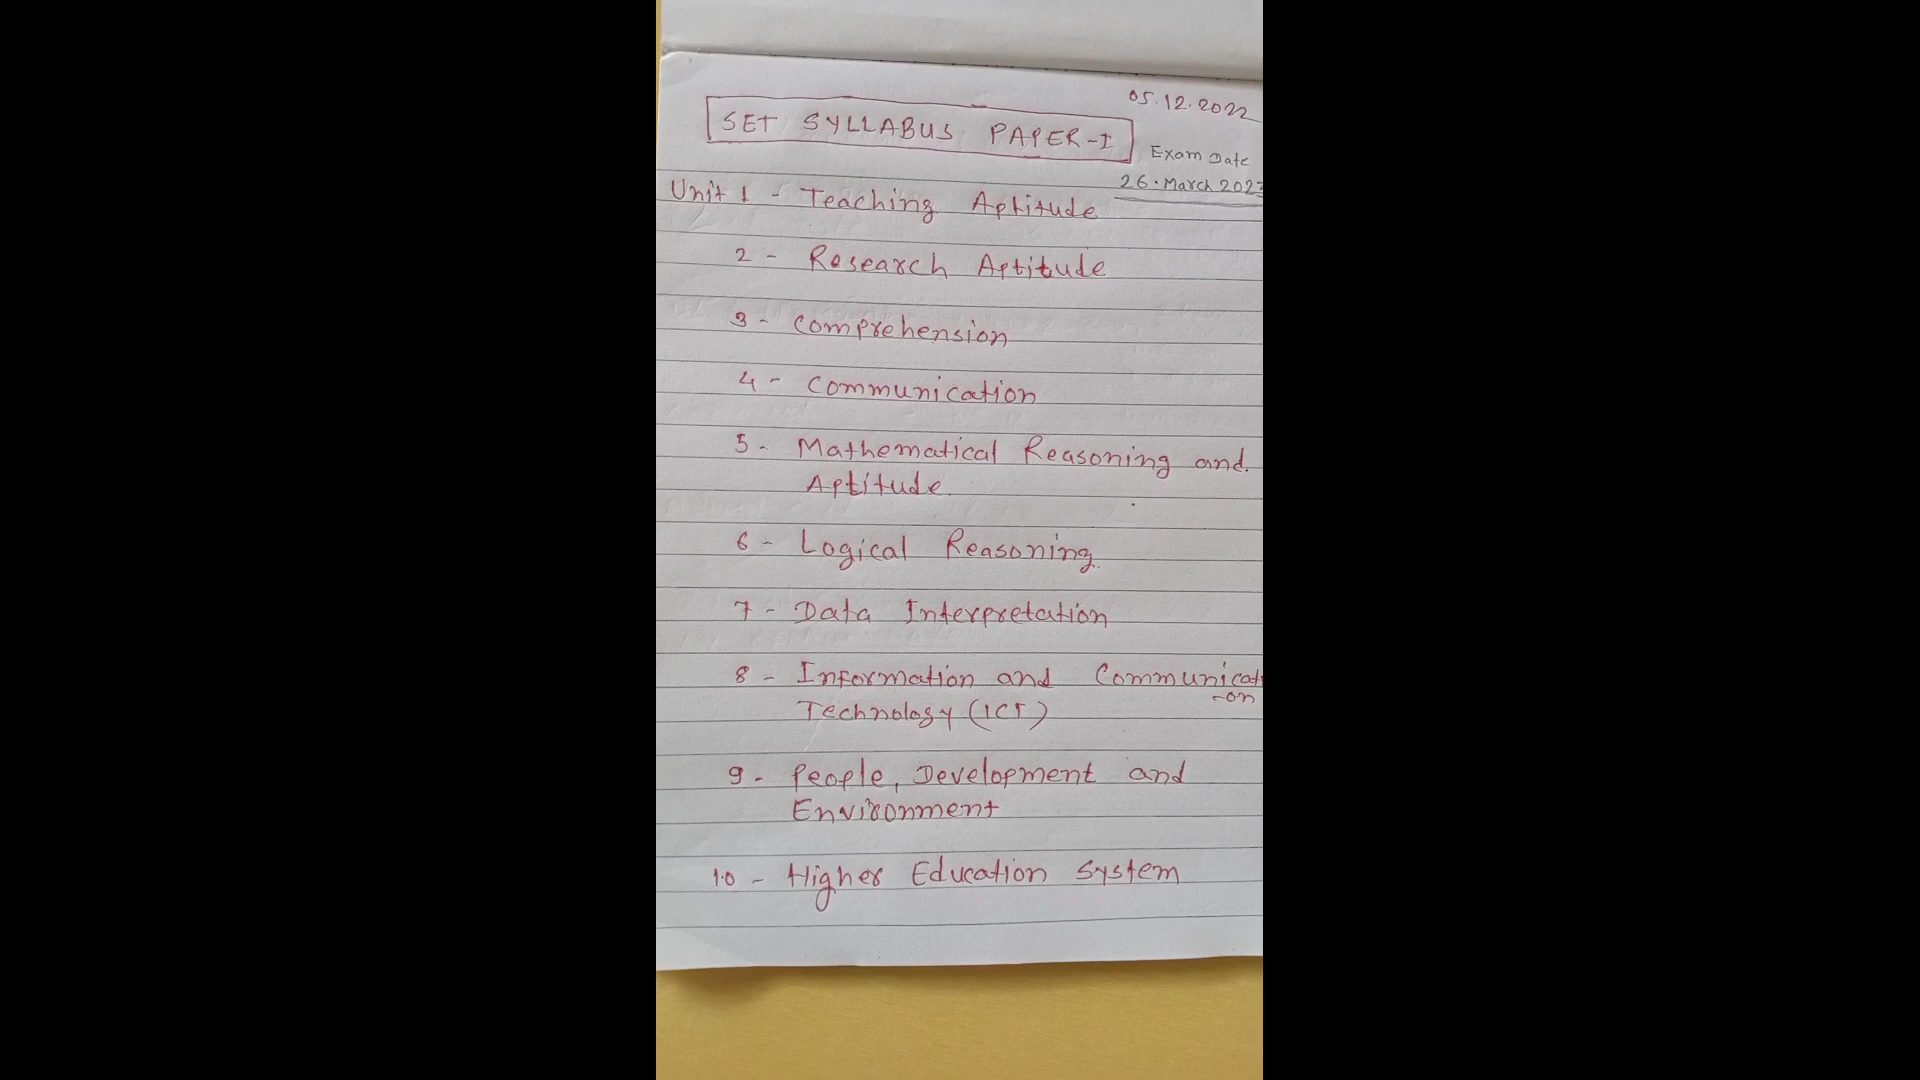 05.12.2022
SET SYLLABUS PAPER-I
Exam Date
26. March 2023
Unit 1 - Teaching Aptitude
2 - Research Aptitude
3 - Comprehension
4 - Communication
5 - Mathematical Reasoning and
Aptitude
6 - Logical Reasoning
7 - Data Interpretation
8 - Information and Communicati
-on
Technology (ICT)
9 - People, Development and
Environment
10 - Higher Education System